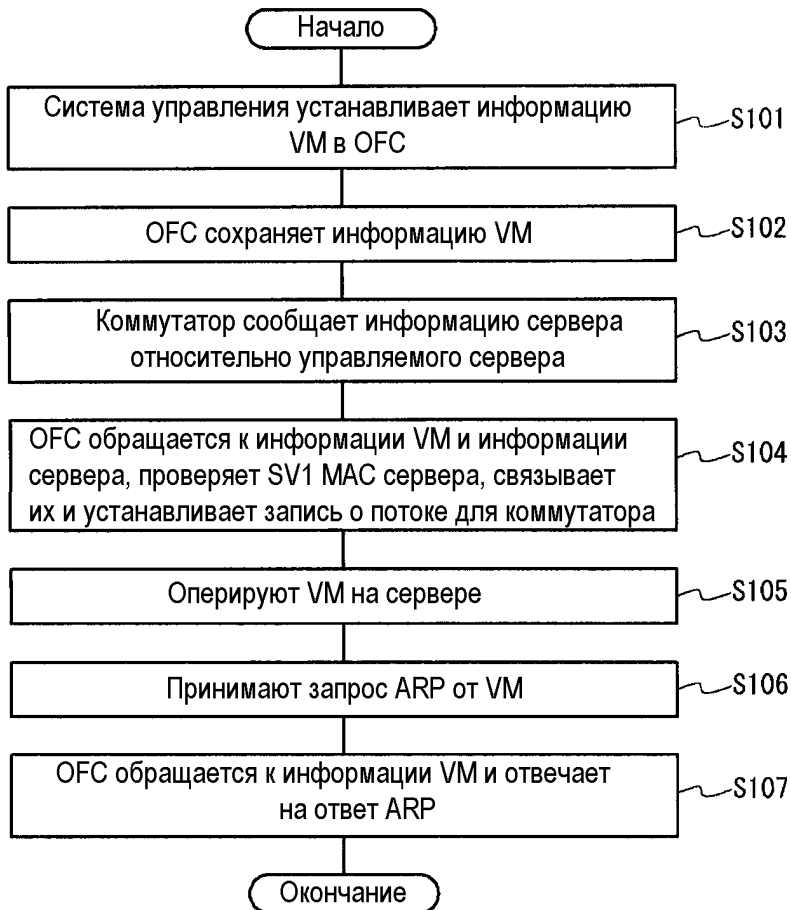 Начало
Система управления устанавливает информацию
VM в OFC
S101
OFC сохраняет информацию VM
S102
Коммутатор сообщает информацию сервера
относительно управляемого сервера
S103
OFC обращается к информации VM и информации
сервера, проверяет SV1 MAC сервера, связывает
их и устанавливает запись о потоке для коммутатора
S104
Оперируют VM на сервере
S105
Принимают запрос ARP от VM
S106
OFC обращается к информации VM и отвечает
на ответ ARP
S107
Окончание